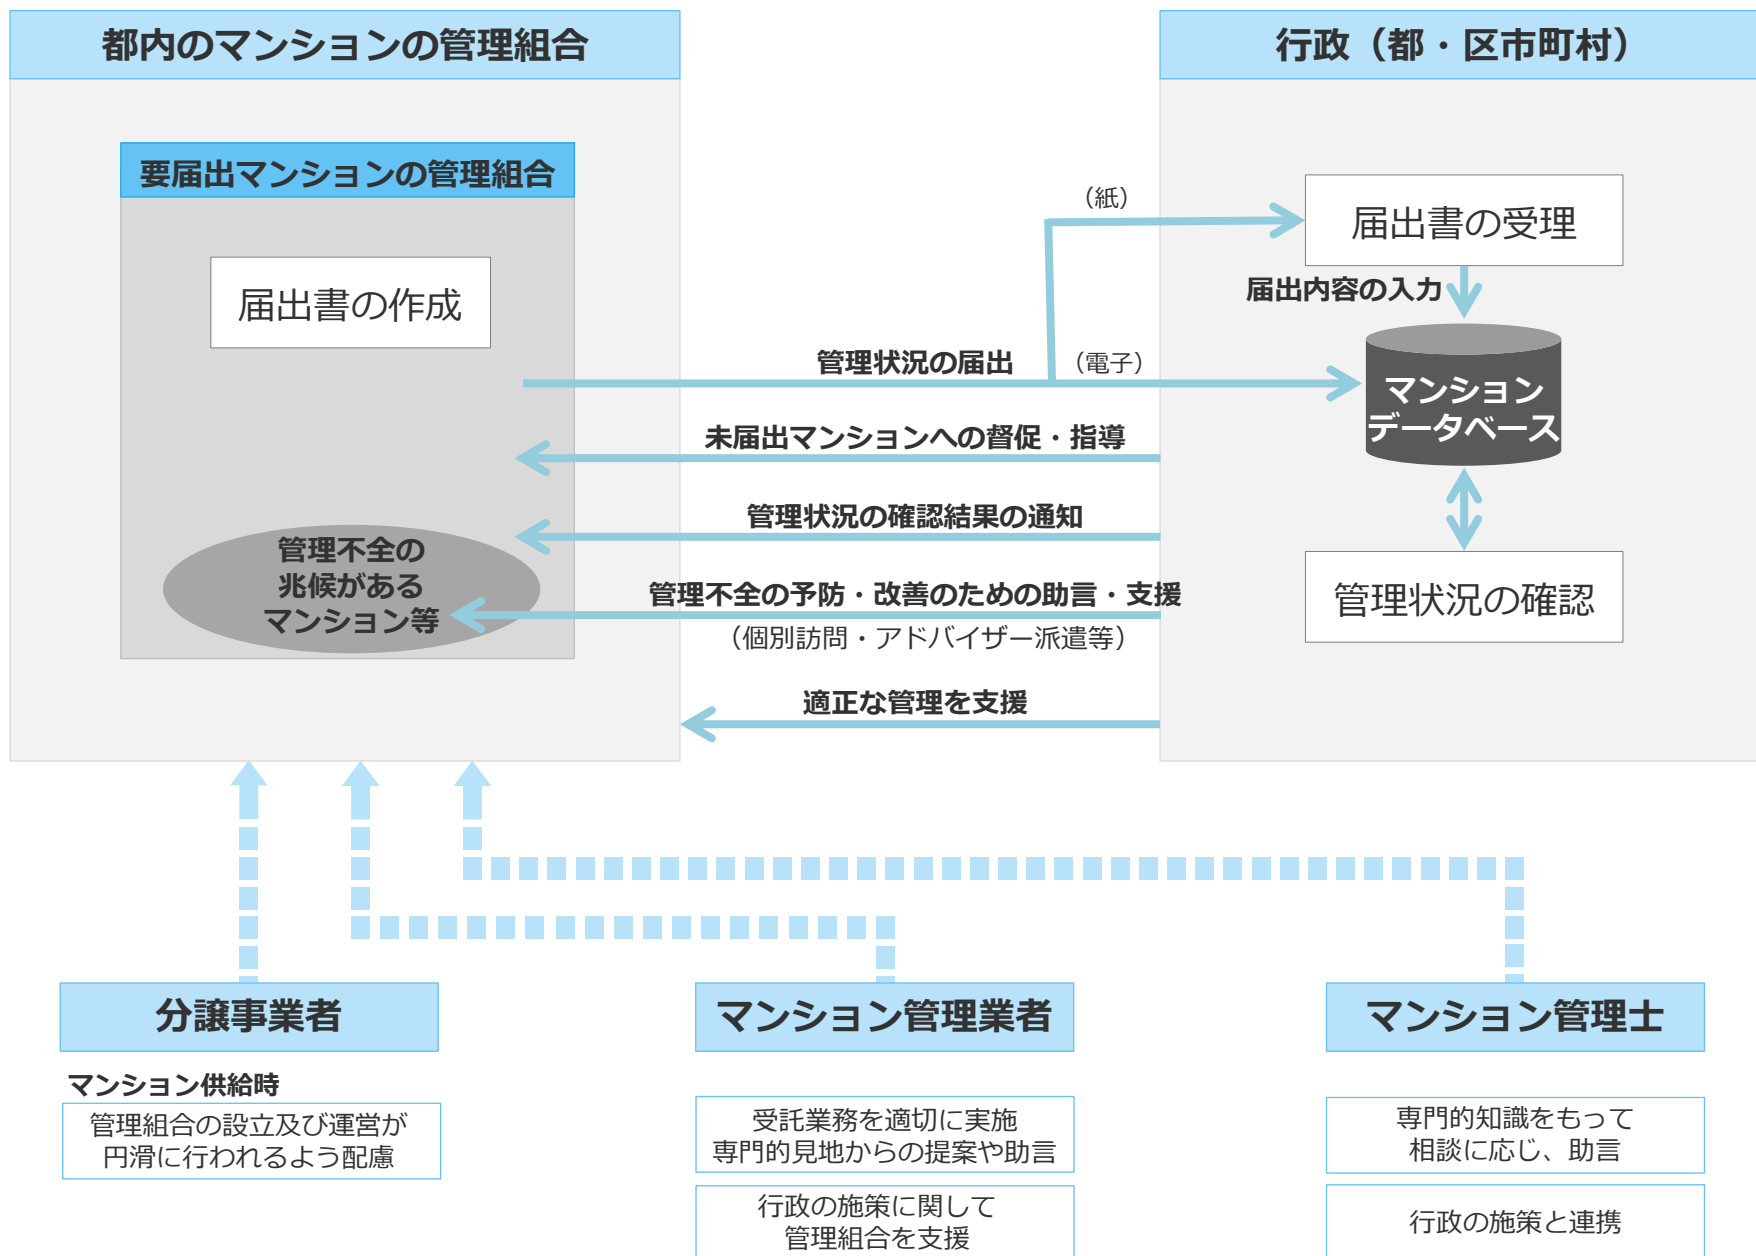 都内のマンションの管理組合
行政（都・区市町村）
要届出マンションの管理組合
届出書の作成
（紙）
届出書の受理
届出内容の入力
管理状況の届出
（電子）
マンション
データベース
未届出マンションへの督促・指導
管理状況の確認結果の通知
管理不全の
兆候がある
マンション等
管理不全の予防・改善のための助言・支援
（個別訪問・アドバイザー派遣等）
管理状況の確認
適正な管理を支援
分譲事業者
マンション供給時
管理組合の設立及び運営が
円滑に行われるよう配慮
マンション管理業者
受託業務を適切に実施
専門的見地からの提案や助言
行政の施策に関して
管理組合を支援
マンション管理士
専門的知識をもって
相談に応じ、助言
行政の施策と連携